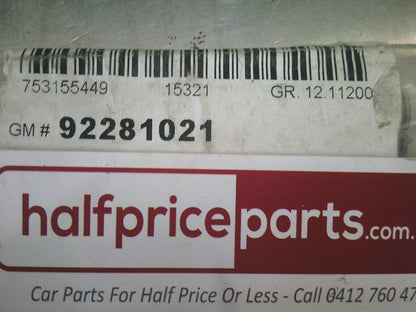 753155449 15321 GR. 12.11200
GM # 92281021
halfpriceparts.com.
Car Parts For Half Price Or Less - Call 0412 760 47